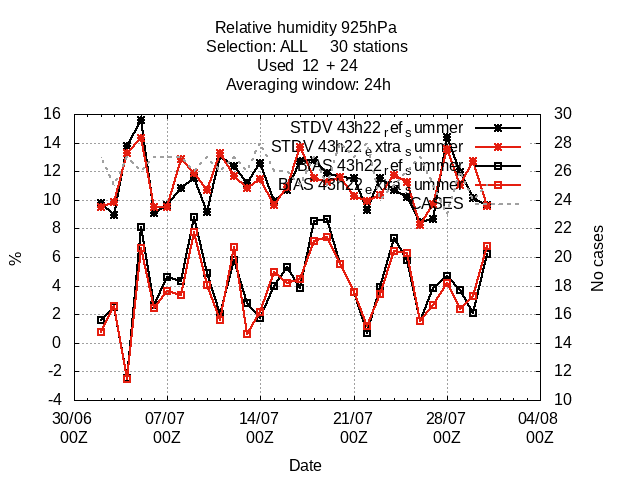 Relative humidity 925hPa
Selection: ALL 30 stations
Used 12 + 24
Averaging window: 24h
STDV 43h22_ref_summer
STDV 43h22_extra_summer
BIAS 43h22_ref_summer
BIAS 43h22_extra_summer
CASES
16
14
12
10
8
6
4
2
0
-2
-4
%
30
28
26
24
22
20
18
16
14
12
10
No cases
30/06 07/07 14/07 21/07 28/07 04/08
00Z 00Z 00Z 00Z 00Z 00Z
Date